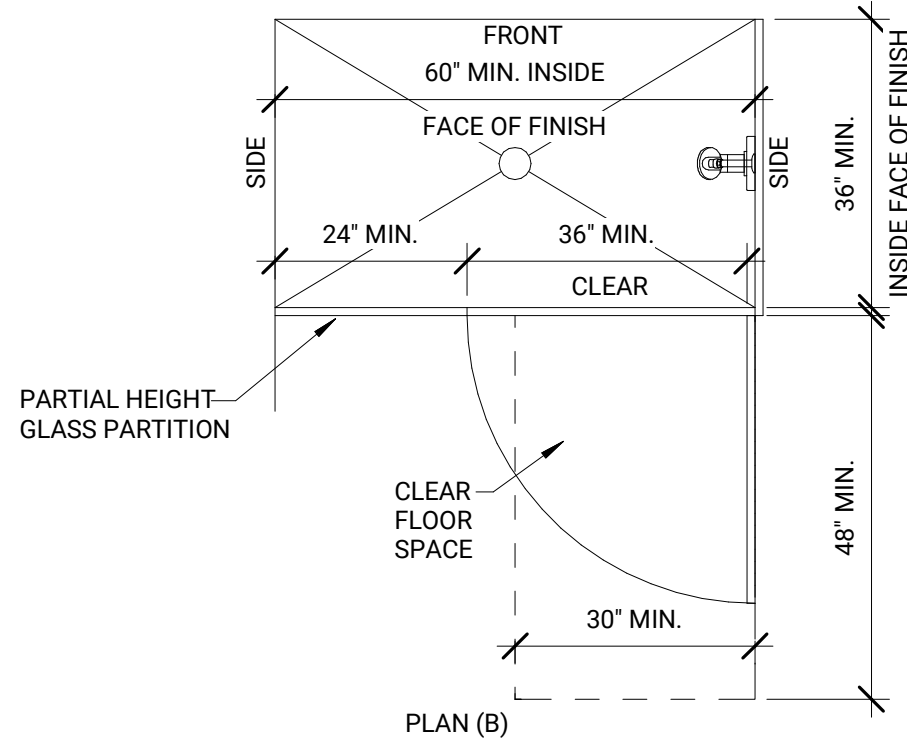 FRONT
60" MIN. INSIDE
FACE OF FINISH
SIDE
SIDE
36" MIN.
INSIDE FACE OF FINISH
24" MIN.
36" MIN.
CLEAR
PARTIAL HEIGHT
GLASS PARTITION
CLEAR
FLOOR
SPACE
48" MIN.
30" MIN.
PLAN (B)